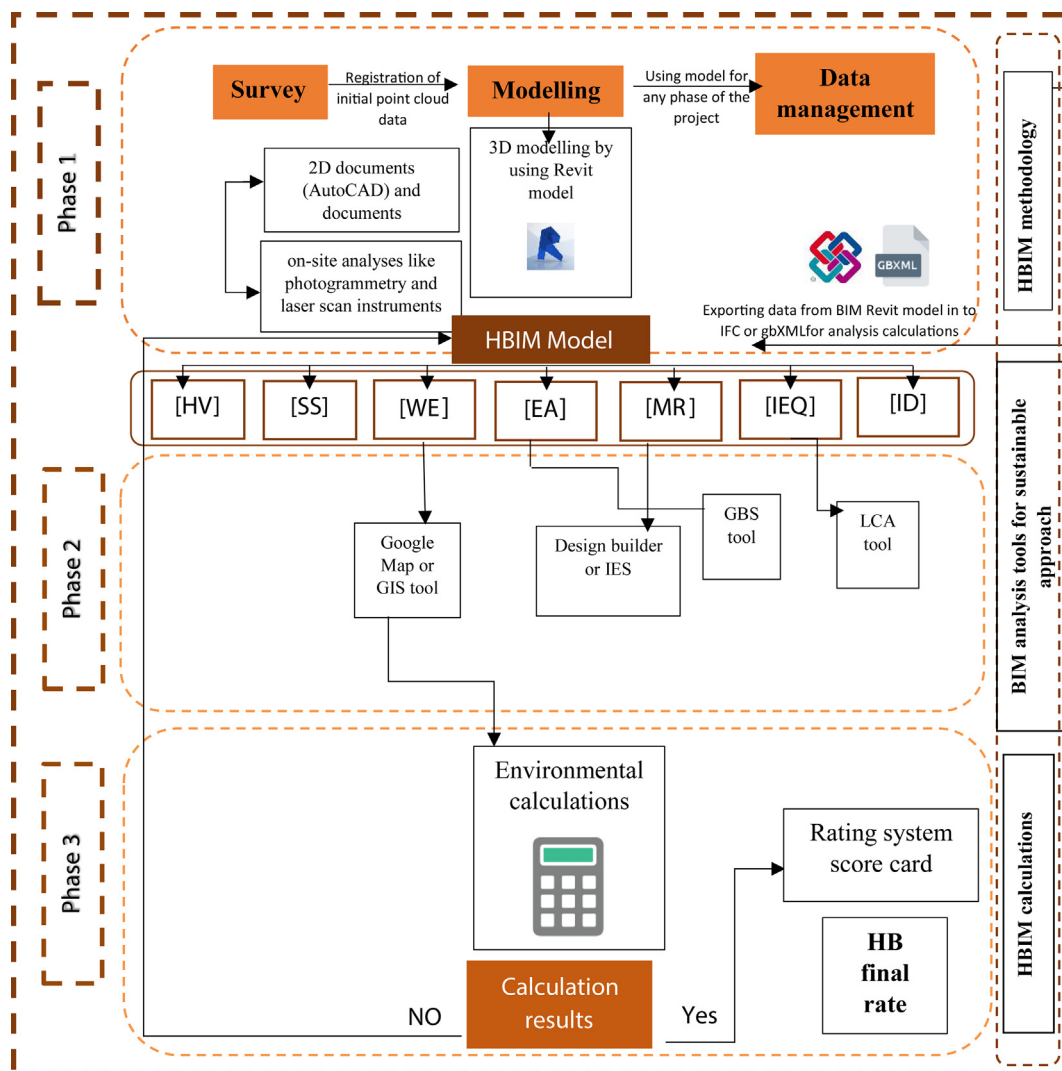 Phase 1
Survey
Registration of
initial point cloud
data
Modelling
Using model for
any phase of the
project
Data
management
2D documents
(AutoCAD) and
documents
on-site analyses like
photogrammetry and
laser scan instruments
3D modelling by
using Revit
model
R
GBXML
Exporting data from BIM Revit model in to
IFC or gbXMLfor analysis calculations
HBIM Model
HBIM methodology
[HV]
[SS]
[WE]
[EA]
[MR]
[IEQ]
[ID]
Phase 2
Google
Map or
GIS tool
Design builder
or IES
GBS
tool
LCA
tool
BIM analysis tools for sustainable
approach
Phase 3
Environmental
calculations
Rating system
score card
HB
final
rate
Calculation
results
NO
Yes
HBIM calculations